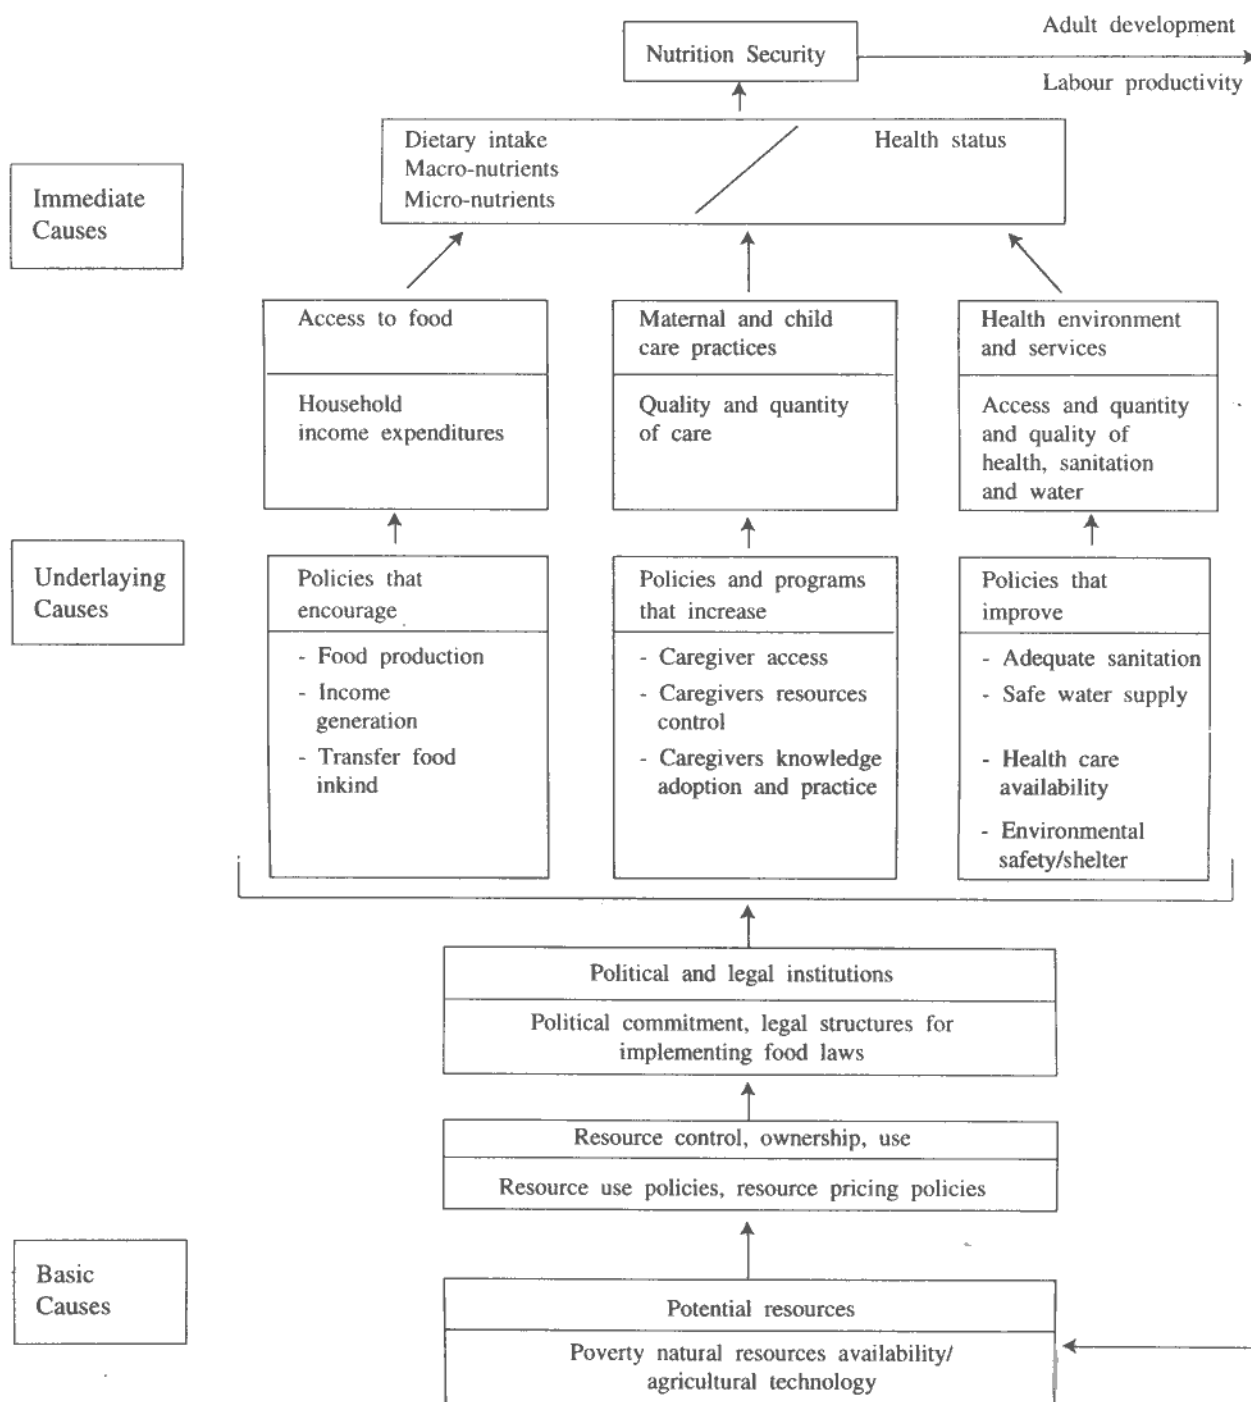 Adult development
Nutrition Security
Labour productivity
Dietary intake
Macro-nutrients
Micro-nutrients
Health status
Immediate
Causes
Access to food
Household
income expenditures
Maternal and child
care practices
Quality and quantity
of care
Health environment
and services
Access and quantity
and quality of
health, sanitation
and water
Underlaying
Causes
Policies that
encourage
- Food production
- Income
generation
- Transfer food
inkind
Policies and programs
that increase
- Caregiver access
- Caregivers resources
control
- Caregivers knowledge
adoption and practice
Policies that
improve
- Adequate sanitation
- Safe water supply
- Health care
availability
- Environmental
safety/shelter
Political and legal institutions
Political commitment, legal structures for
implementing food laws
Resource control, ownership, use
Resource use policies, resource pricing policies
Basic
Causes
Potential resources
Poverty natural resources availability/
agricultural technology